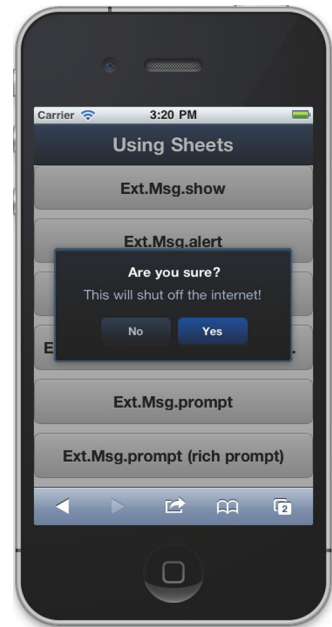 Carrier 3:20 PM
Using Sheets
Ext.Msg.show
Ext.Msg.alert
Are you sure?
This will shut off the internet!
No Yes
E .
Ext.Msg.prompt
Ext.Msg.prompt (rich prompt)
2